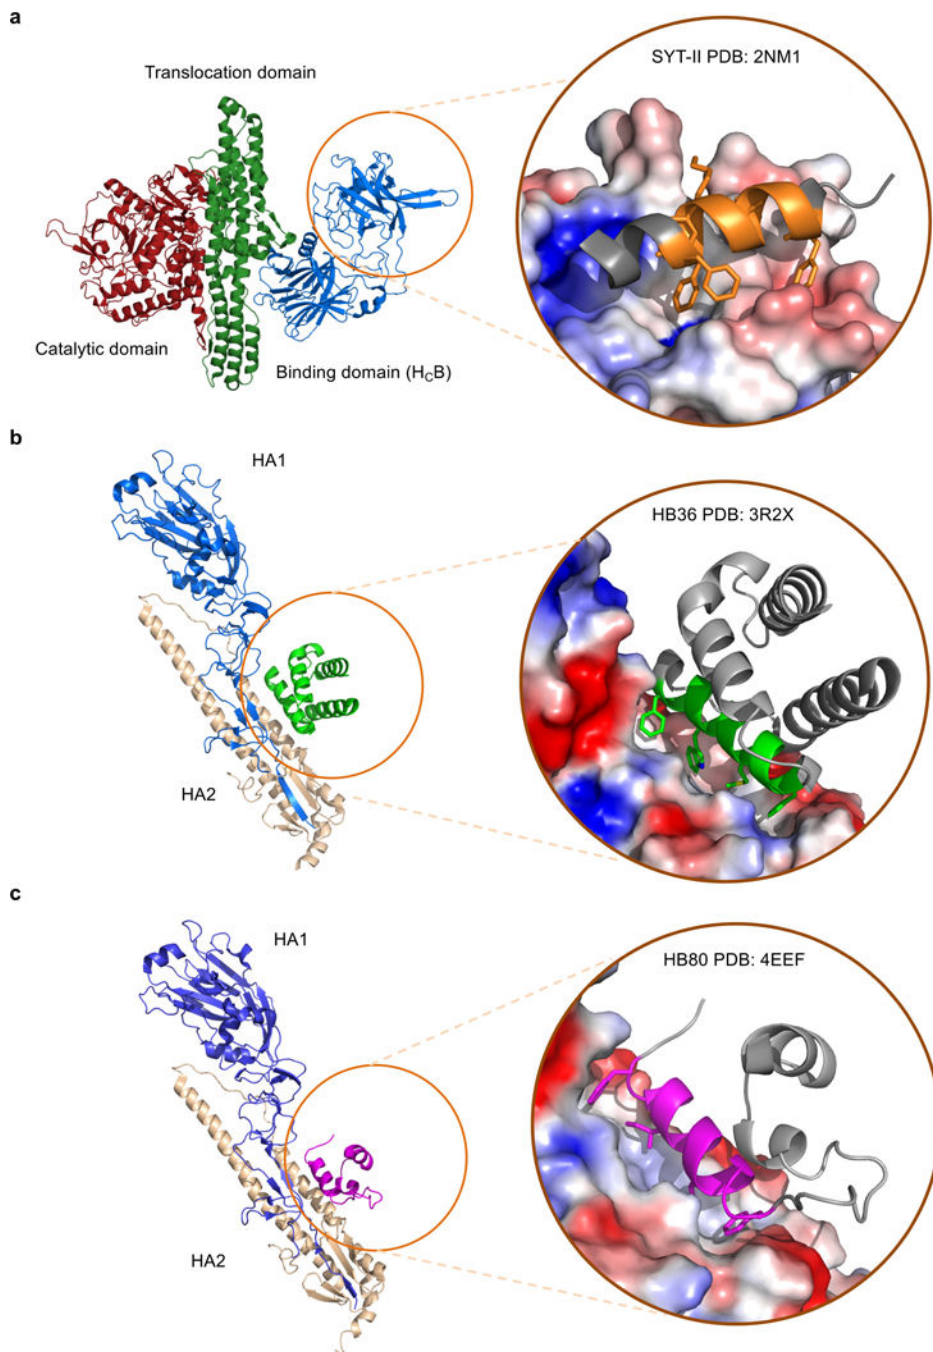 a
SYT-II PDB: 2NM1
Translocation domain
Catalytic domain
Binding domain (HCB)
b
HA1
HB36 PDB: 3R2X
HA2
c
HA1
HB80 PDB: 4EEF
HA2